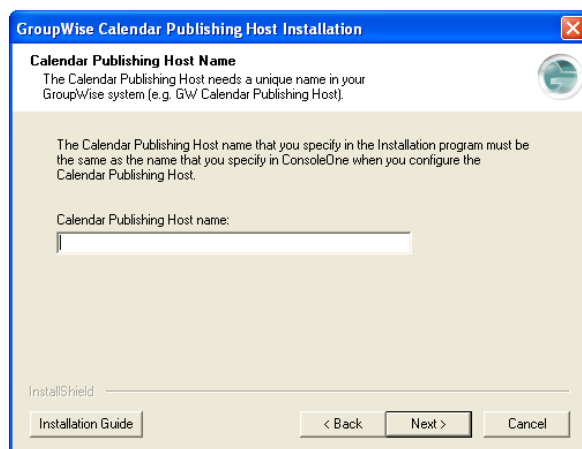 GroupWise Calendar Publishing Host Installation
Calendar Publishing Host Name
The Calendar Publishing Host needs a unique name in your
GroupWise system (e.g. GW Calendar Publishing Host).
The Calendar Publishing Host name that you specify in the Installation program must be
the same as the name that you specify in ConsoleOne when you configure the
Calendar Publishing Host.
Calendar Publishing Host name:
InstallShield
Installation Guide
< Back
Next >
Cancel